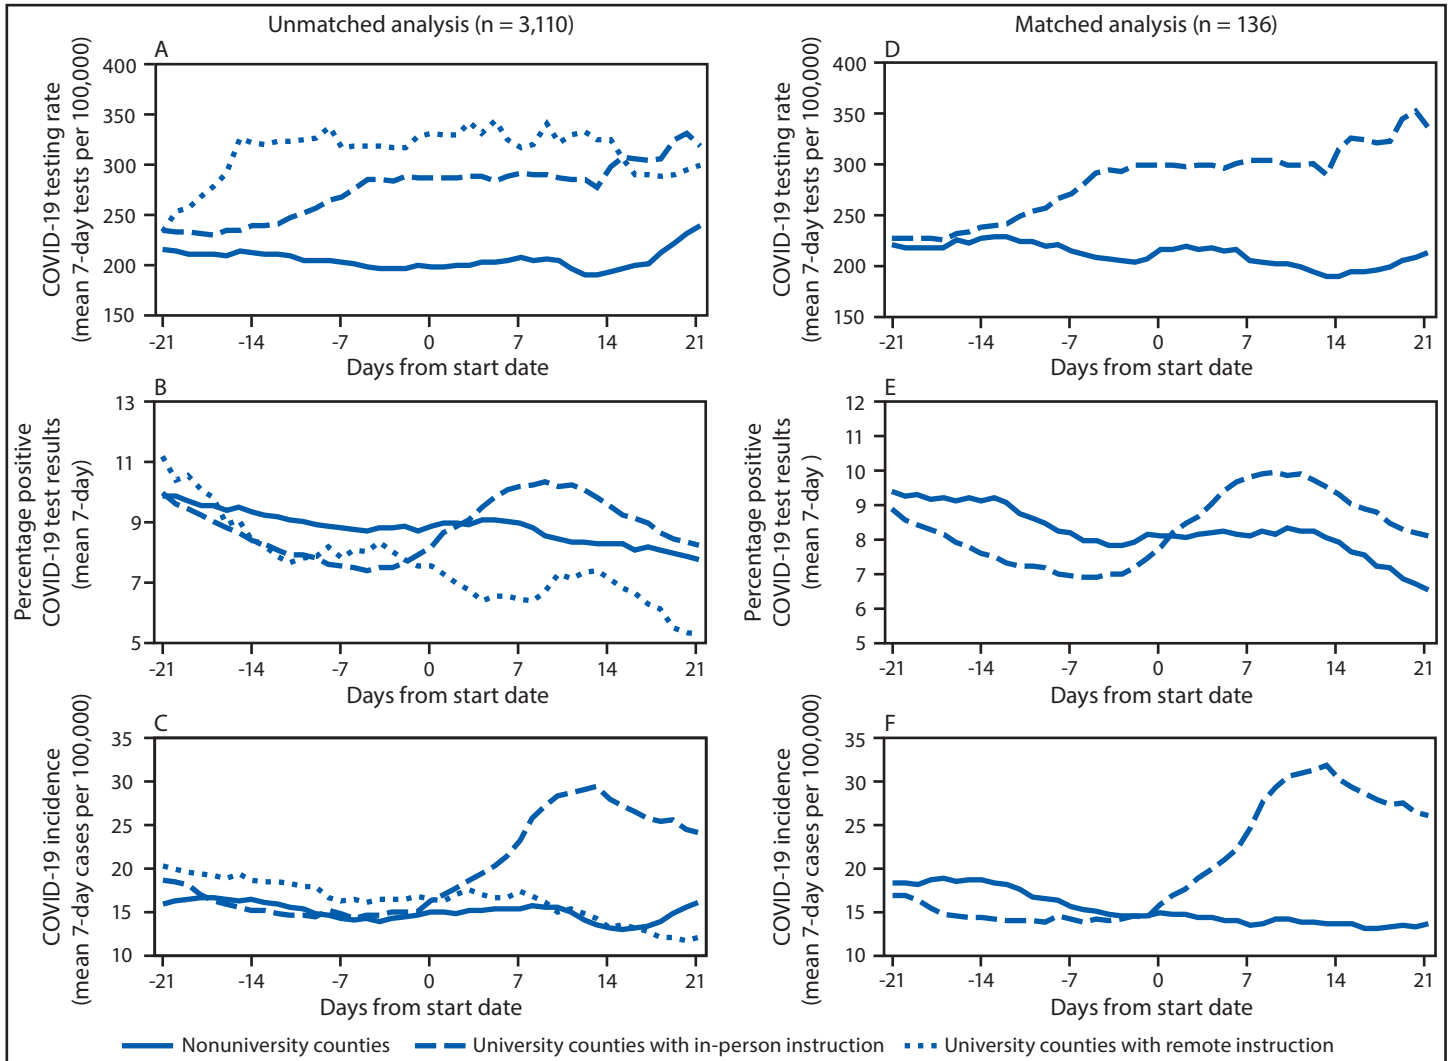 Unmatched analysis (n = 3,110)
A
COVID-19 testing rate
(mean 7-day tests per 100,000)
400
350
300
250
200
150
-21 -14 -7 0 7 14 21
Days from start date
B
Percentage positive
COVID-19 test results
(mean 7-day)
13
11
9
7
5
-21 -14 -7 0 7 14 21
Days from start date
C
COVID-19 incidence
(mean 7-day cases per 100,000)
35
30
25
20
15
10
-21 -14 -7 0 7 14 21
Days from start date
Matched analysis (n = 136)
D
COVID-19 testing rate
(mean 7-day tests per 100,000)
400
350
300
250
200
150
-21 -14 -7 0 7 14 21
Days from start date
E
Percentage positive
COVID-19 test results
(mean 7-day )
12
11
10
9
8
7
6
5
-21 -14 -7 0 7 14 21
Days from start date
F
COVID-19 incidence
(mean 7-day cases per 100,000)
35
30
25
20
15
10
-21 -14 -7 0 7 14 21
Days from start date
Nonuniversity counties University counties with in-person instruction University counties with remote instruction